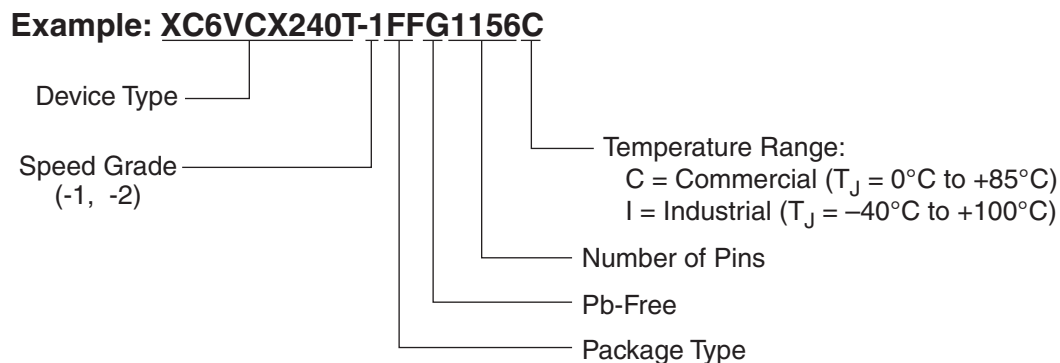 Example: XC6VCX240T-1FFG1156C
Device Type
Speed Grade
(-1, -2)
Temperature Range:
C = Commercial (TJ = 0°C to +85°C)
I = Industrial (TJ = –40°C to +100°C)
Number of Pins
Pb-Free
Package Type